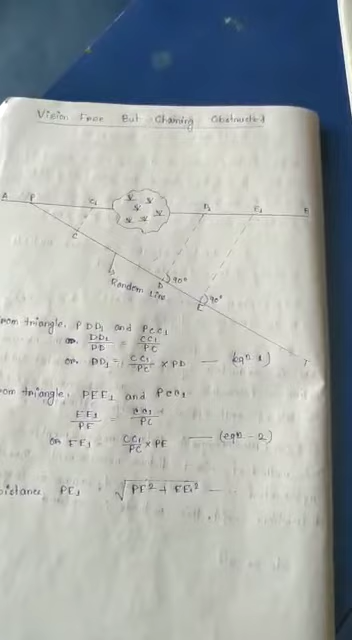 Vision Free But Chaining Obstructed
A P C1 D1 E1 B
C
D 90°
Random Line
E 90°
From triangle, PDD1 and PCC1
or. DD1/PD = CC1/PC
or. DD1 = CC1/PC × PD — (eqn. 1)
From triangle, PEE1 and PCC1
EE1/PE = CC1/PC
or EE1 = CC1/PC × PE — (eqn - 2)
Distance PE1 = √PE² + EE1²